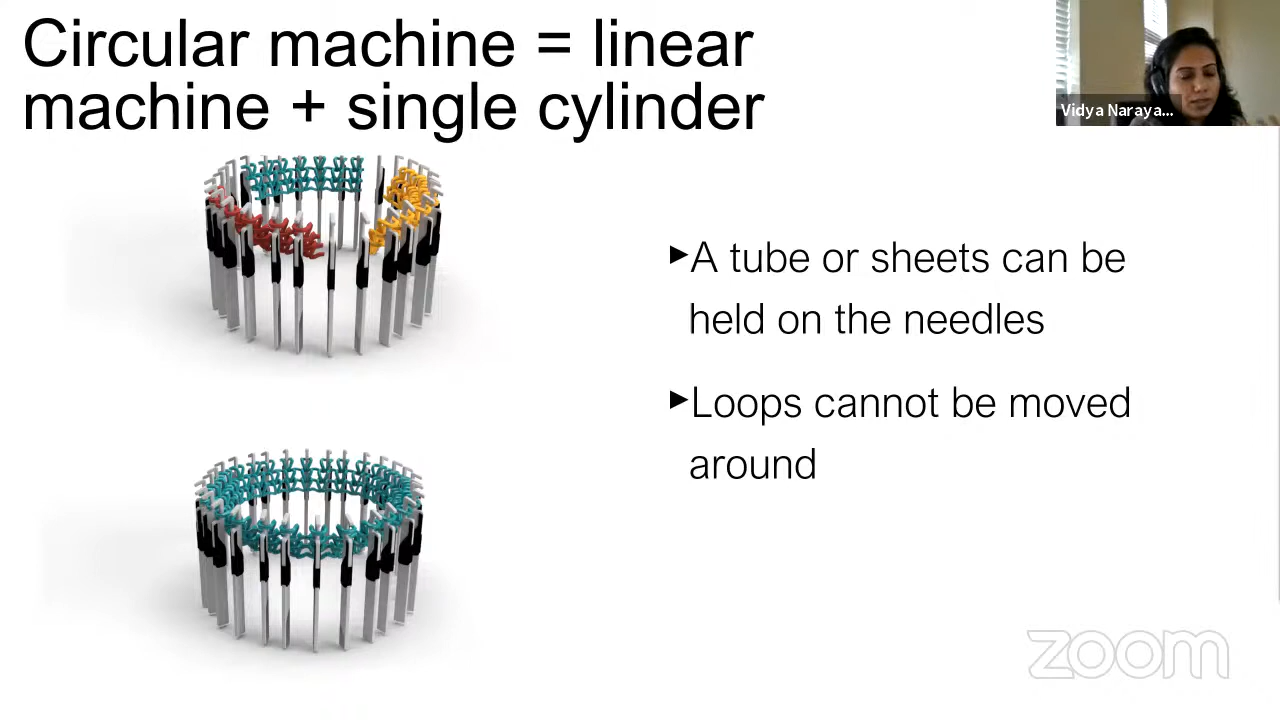 Circular machine = linear
machine + single cylinder
Vidya Naraya...
▶A tube or sheets can be
held on the needles
▶Loops cannot be moved
around
zoom